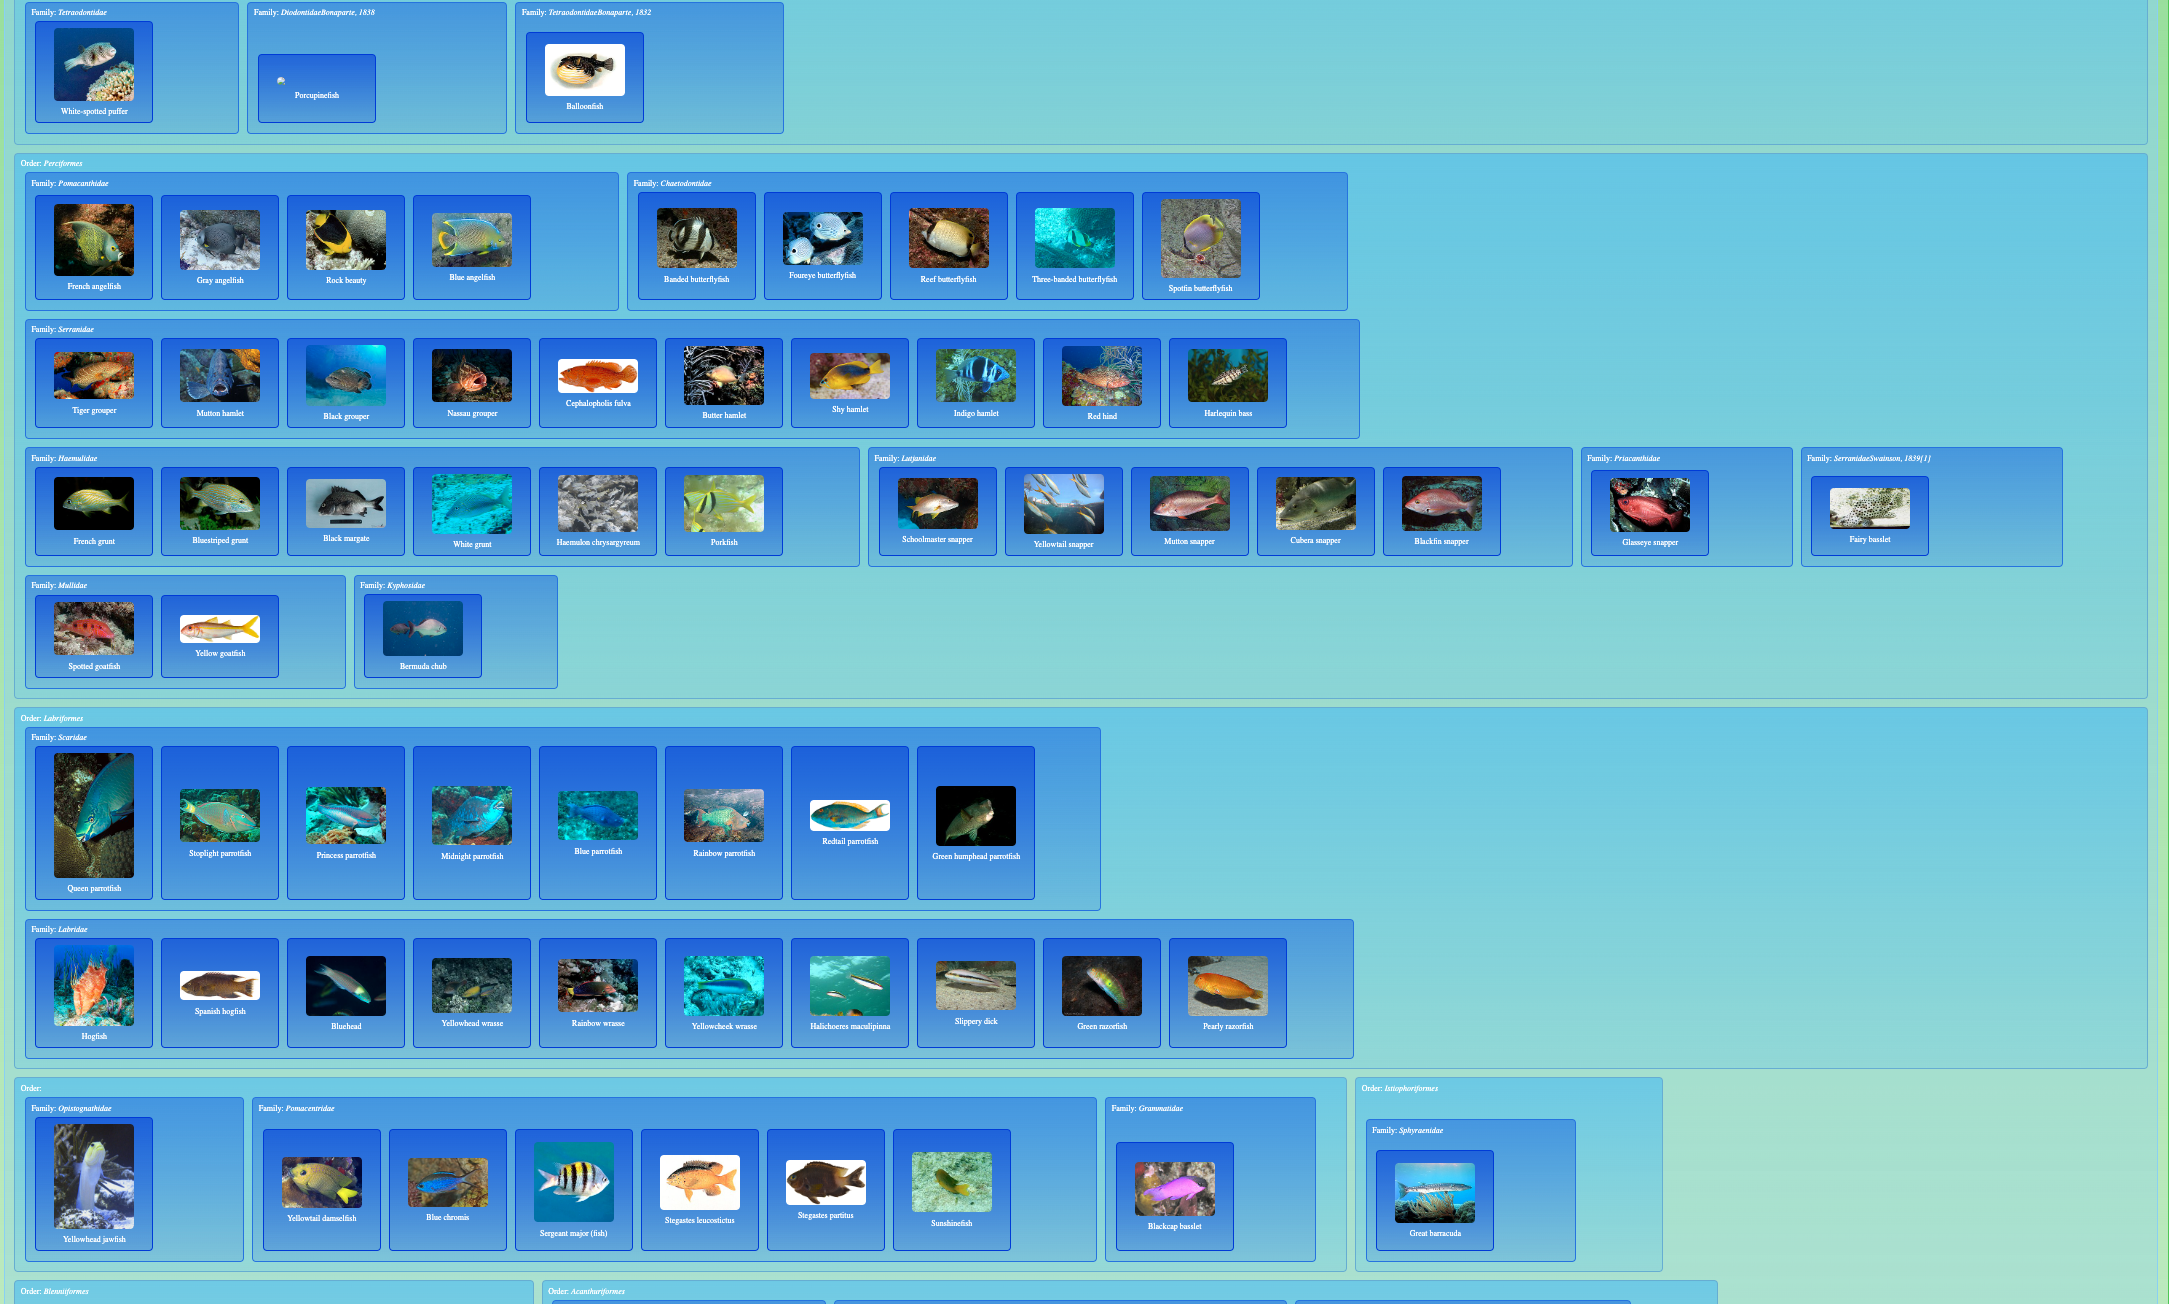 Family: Tetraodontidae
White-spotted puffer
Family: DiodontidaeBonaparte, 1838
Porcupinefish
Family: TetraodontidaeBonaparte, 1832
Balloonfish
Order: Perciformes
Family: Pomacanthidae
French angelfish
Gray angelfish
Rock beauty
Blue angelfish
Family: Chaetodontidae
Banded butterflyfish
Foureye butterflyfish
Reef butterflyfish
Three-banded butterflyfish
Spotfin butterflyfish
Family: Serranidae
Tiger grouper
Mutton hamlet
Black grouper
Nassau grouper
Cephalopholis fulva
Butter hamlet
Shy hamlet
Indigo hamlet
Red hind
Harlequin bass
Family: Haemulidae
French grunt
Bluestriped grunt
Black margate
White grunt
Haemulon chrysargyreum
Porkfish
Family: Lutjanidae
Schoolmaster snapper
Yellowtail snapper
Mutton snapper
Cubera snapper
Blackfin snapper
Family: Priacanthidae
Glasseye snapper
Family: SerranidaeSwainson, 1839[1]
Fairy basslet
Family: Mullidae
Spotted goatfish
Yellow goatfish
Family: Kyphosidae
Bermuda chub
Order: Labriformes
Family: Scaridae
Queen parrotfish
Stoplight parrotfish
Princess parrotfish
Midnight parrotfish
Blue parrotfish
Rainbow parrotfish
Redtail parrotfish
Green humphead parrotfish
Family: Labridae
Hogfish
Spanish hogfish
Bluehead
Yellowhead wrasse
Rainbow wrasse
Yellowcheek wrasse
Halichoeres maculipinna
Slippery dick
Green razorfish
Pearly razorfish
Order:
Family: Opistognathidae
Yellowhead jawfish
Family: Pomacentridae
Yellowtail damselfish
Blue chromis
Sergeant major (fish)
Stegastes leucostictus
Stegastes partitus
Sunshinefish
Family: Grammatidae
Blackcap basslet
Order: Istiophoriformes
Family: Sphyraenidae
Great barracuda
Order: Blenniiformes
Order: Acanthuriformes